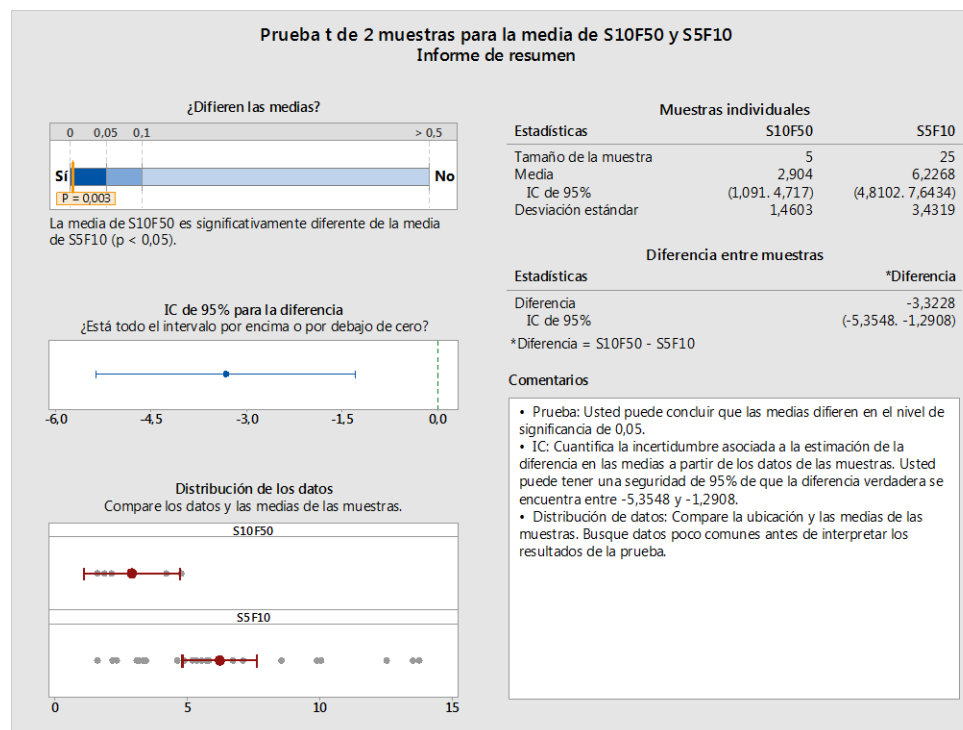 Prueba t de 2 muestras para la media de S10F50 y S5F10
Informe de resumen
¿Difieren las medias?
0 0,05 0,1 > 0,5
Sí No
P = 0,003
La media de S10F50 es significativamente diferente de la media
de S5F10 (p < 0,05).
IC de 95% para la diferencia
¿Está todo el intervalo por encima o por debajo de cero?
-6,0 -4,5 -3,0 -1,5 0,0
Distribución de los datos
Compare los datos y las medias de las muestras.
S10F50
S5F10
0 5 10 15
Muestras individuales
Estadísticas S10F50 S5F10
Tamaño de la muestra 5 25
Media 2,904 6,2268
IC de 95% (1,091. 4,717) (4,8102. 7,6434)
Desviación estándar 1,4603 3,4319
Diferencia entre muestras
Estadísticas *Diferencia
Diferencia -3,3228
IC de 95% (-5,3548. -1,2908)
*Diferencia = S10F50 - S5F10
Comentarios
• Prueba: Usted puede concluir que las medias difieren en el nivel de
significancia de 0,05.
• IC: Cuantifica la incertidumbre asociada a la estimación de la
diferencia en las medias a partir de los datos de las muestras. Usted
puede tener una seguridad de 95% de que la diferencia verdadera se
encuentra entre -5,3548 y -1,2908.
• Distribución de datos: Compare la ubicación y las medias de las
muestras. Busque datos poco comunes antes de interpretar los
resultados de la prueba.